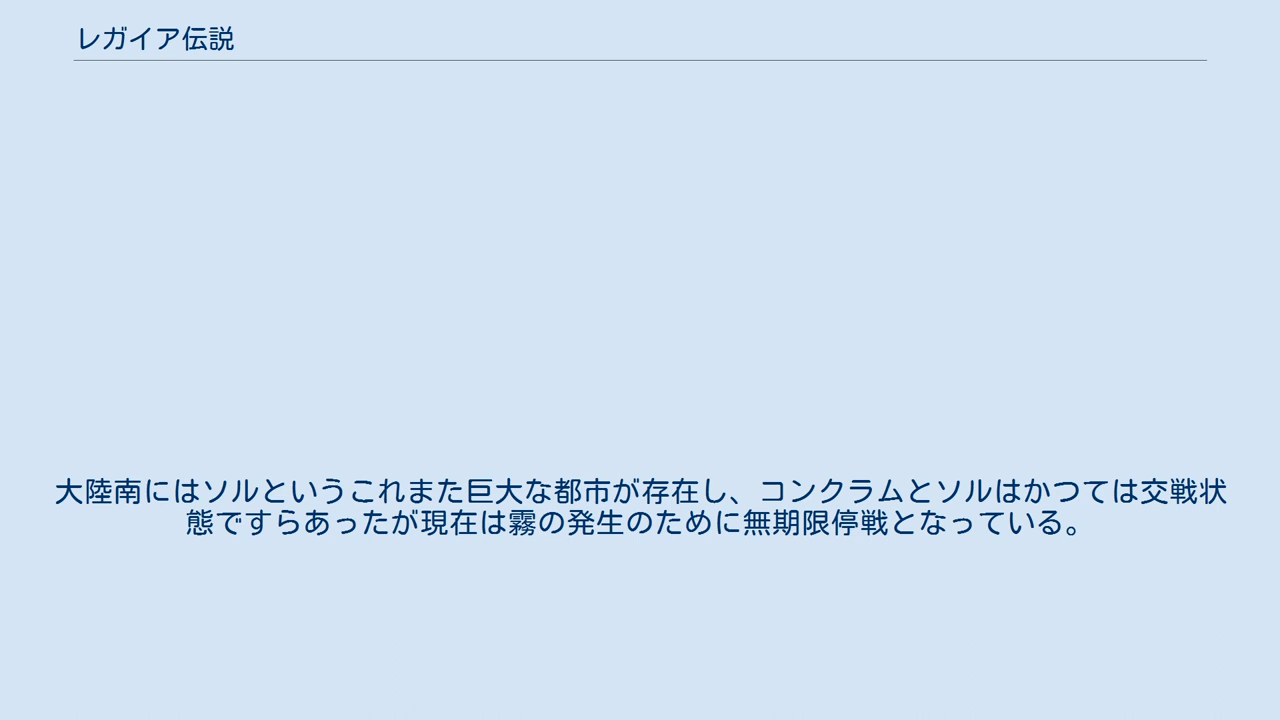 レガイア伝説
大陸南にはソルというこれまた巨大な都市が存在し、コンクラムとソルはかつては交戦状
態ですらあったが現在は霧の発生のために無期限停戦となっている。